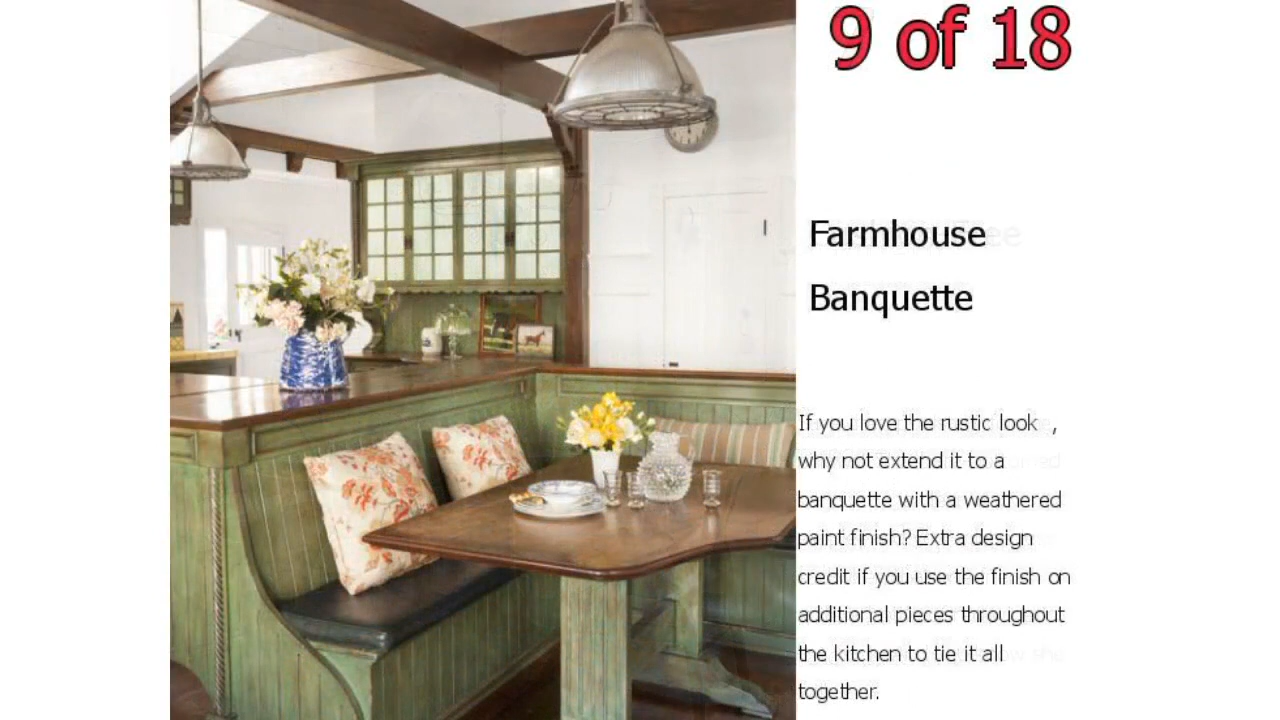 9 of 18
Farmhouse
Banquette
If you love the rustic look ,
why not extend it to a
banquette with a weathered
paint finish? Extra design
credit if you use the finish on
additional pieces throughout
the kitchen to tie it all
together.